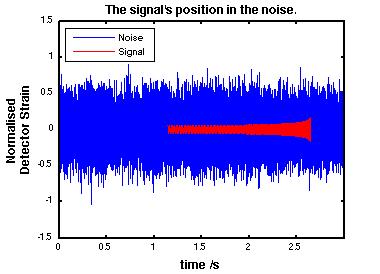 The signal's position in the noise.
1.5
Noise
Signal
1
0.5
0
-0.5
-1
-1.5
Normalised
Detector Strain
0 0.5 1 1.5 2 2.5
time /s